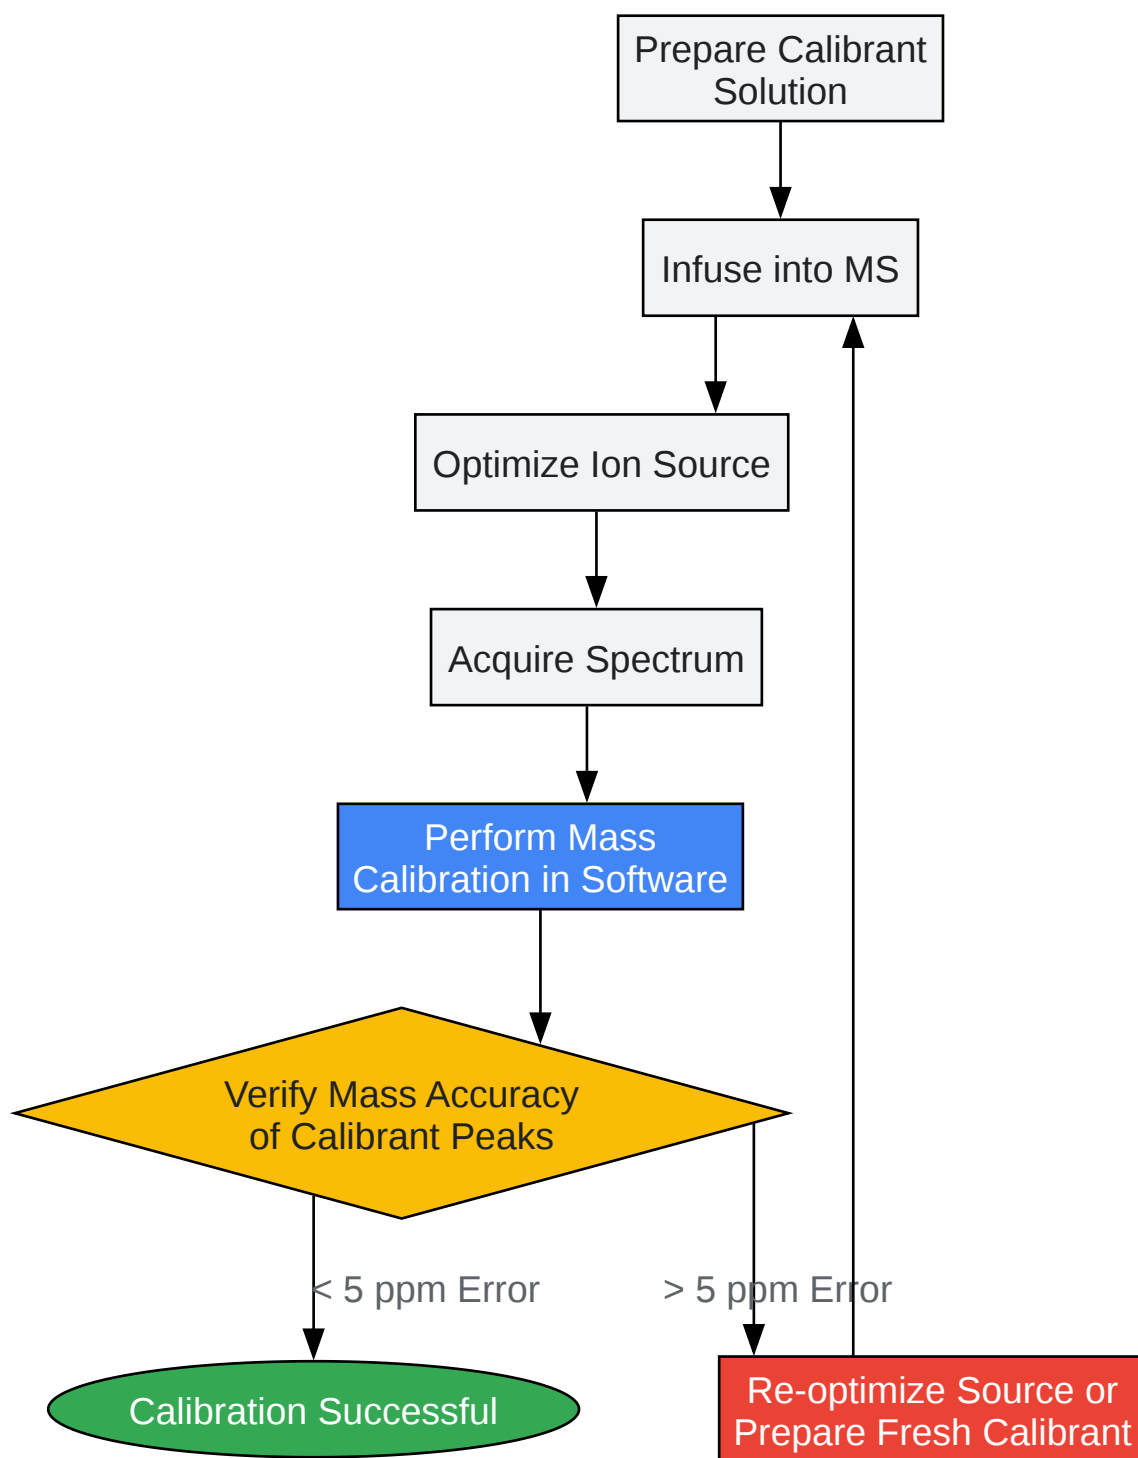 Prepare Calibrant
Solution
Infuse into MS
Optimize Ion Source
Acquire Spectrum
Perform Mass
Calibration in Software
Verify Mass Accuracy
of Calibrant Peaks
< 5 ppm Error
> 5 ppm Error
Calibration Successful
Re-optimize Source or
Prepare Fresh Calibrant